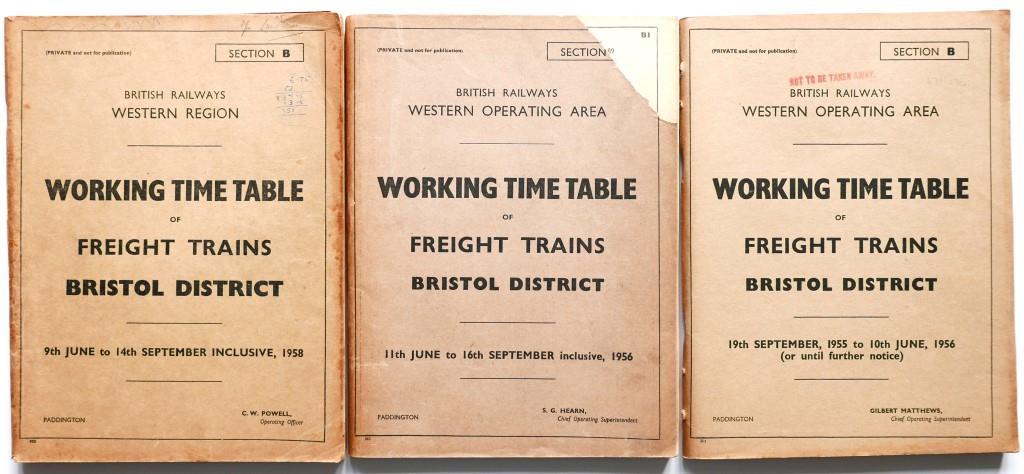 (PRIVATE and not for publication)
SECTION B
BRITISH RAILWAYS
WESTERN REGION
WORKING TIME TABLE
OF
FREIGHT TRAINS
BRISTOL DISTRICT
9th JUNE to 14th SEPTEMBER INCLUSIVE, 1958
C. W. POWELL,
PADDINGTON
Operating Officer
B1
(PRIVATE and not for publication)
SECTION
BRITISH RAILWAYS
WESTERN OPERATING AREA
WORKING TIME TABLE
OF
FREIGHT TRAINS
BRISTOL DISTRICT
11th JUNE to 16th SEPTEMBER inclusive, 1956
S. G. HEARN,
PADDINGTON
Chief Operating Superintendent
(PRIVATE and not for publication)
SECTION B
NOT TO BE TAKEN AWAY.
BRITISH RAILWAYS
WESTERN OPERATING AREA
WORKING TIME TABLE
OF
FREIGHT TRAINS
BRISTOL DISTRICT
19th SEPTEMBER, 1955 to 10th JUNE, 1956
(or until further notice)
GILBERT MATTHEWS,
PADDINGTON
Chief Operating Superintendent